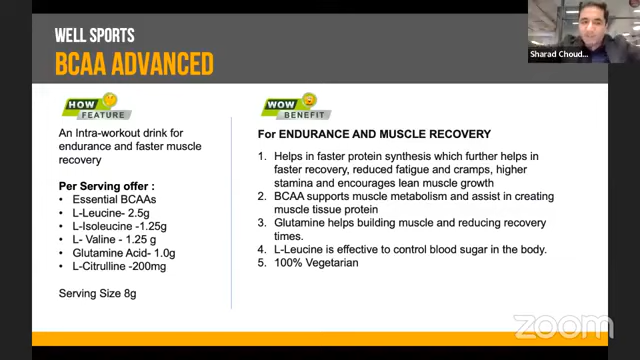 WELL SPORTS
BCAA ADVANCED
Sharad Choud...
HOW
FEATURE
An Intra-workout drink for
endurance and faster muscle
recovery
Per Serving offer :
• Essential BCAAs
• L-Leucine- 2.5g
• L-Isoleucine -1.25g
• L- Valine - 1.25 g
• Glutamine Acid- 1.0g
• L-Citrulline -200mg
Serving Size 8g
WOW
BENEFIT
For ENDURANCE AND MUSCLE RECOVERY
1. Helps in faster protein synthesis which further helps in
faster recovery, reduced fatigue and cramps, higher
stamina and encourages lean muscle growth
2. BCAA supports muscle metabolism and assist in creating
muscle tissue protein
3. Glutamine helps building muscle and reducing recovery
times.
4. L-Leucine is effective to control blood sugar in the body.
5. 100% Vegetarian
zoom